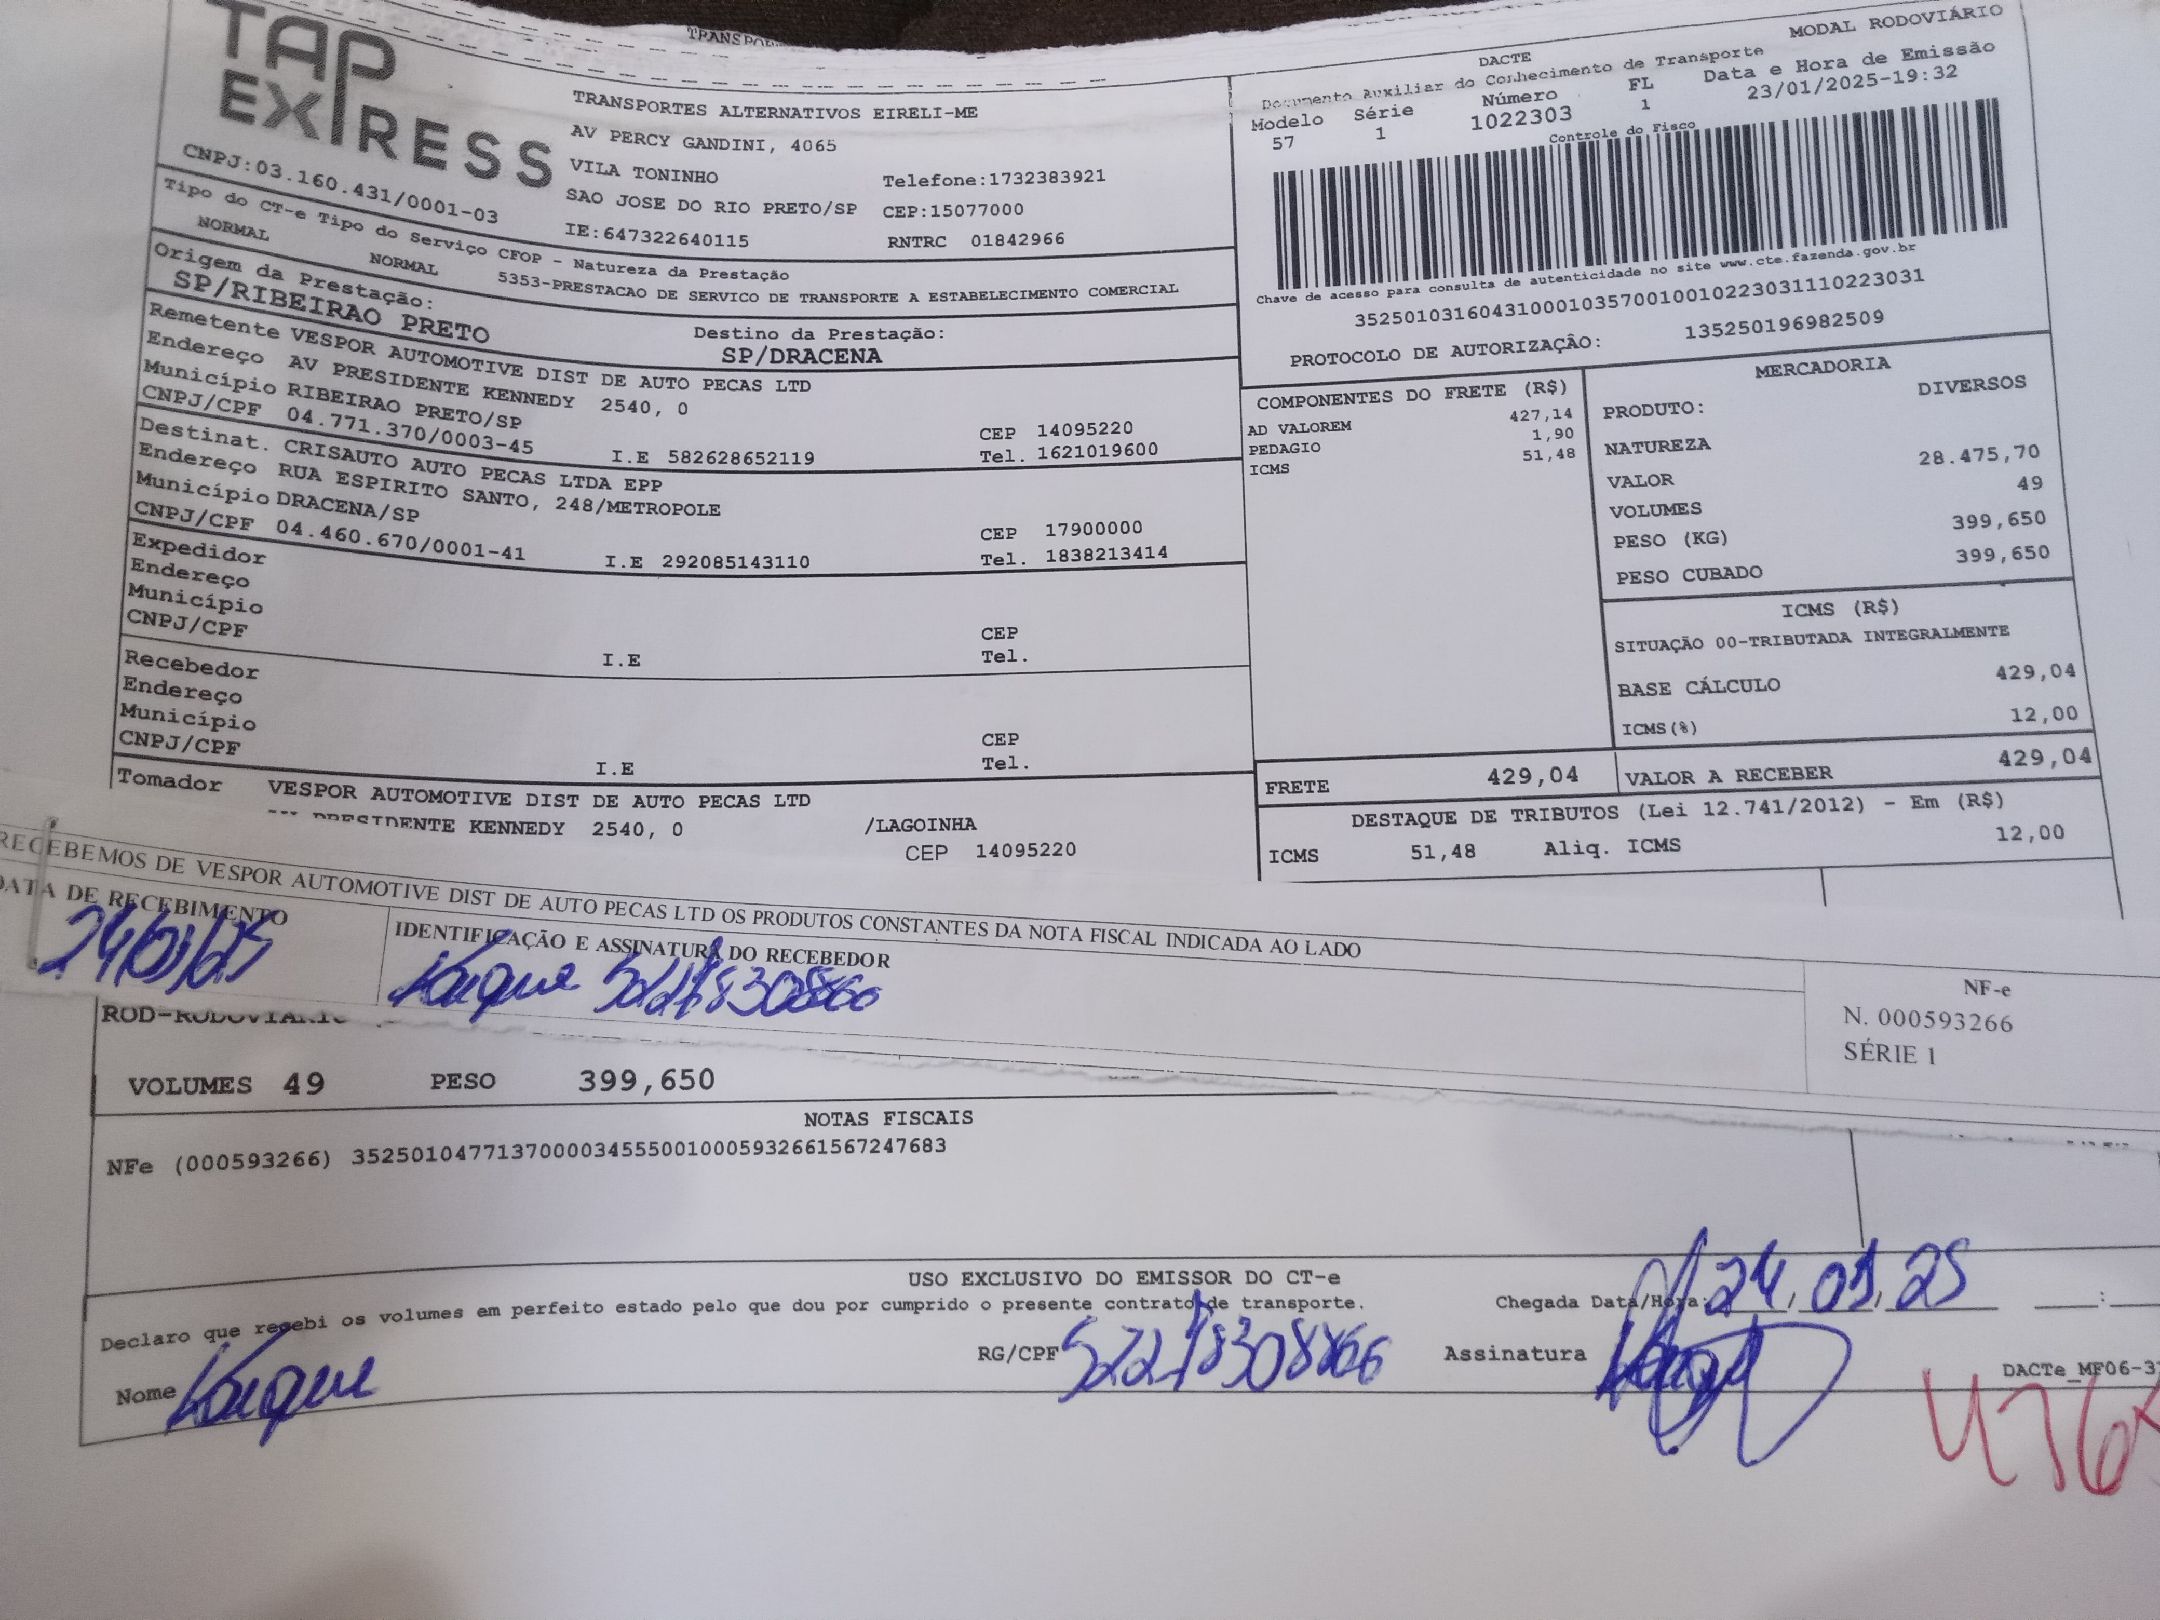 TAP
EXPRESS
CNPJ:03.160.431/0001-03
TRANSPORTES ALTERNATIVOS EIRELI-ME
AV PERCY GANDINI, 4065
VILA TONINHO Telefone:1732383921
SAO JOSE DO RIO PRETO/SP CEP:15077000
IE:647322640115 RNTRC 01842966
Tipo do CT-e Tipo do Serviço CFOP - Natureza da Prestação
NORMAL NORMAL 5353-PRESTACAO DE SERVICO DE TRANSPORTE A ESTABELECIMENTO COMERCIAL
Origem da Prestação: Destino da Prestação:
SP/RIBEIRAO PRETO SP/DRACENA
Remetente VESPOR AUTOMOTIVE DIST DE AUTO PECAS LTD
Endereço AV PRESIDENTE KENNEDY 2540, 0
Município RIBEIRAO PRETO/SP CEP 14095220
CNPJ/CPF 04.771.370/0003-45 I.E 582628652119 Tel. 1621019600
Destinat. CRISAUTO AUTO PECAS LTDA EPP
Endereço RUA ESPIRITO SANTO, 248/METROPOLE
Município DRACENA/SP CEP 17900000
CNPJ/CPF 04.460.670/0001-41 I.E 292085143110 Tel. 1838213414
Expedidor
Endereço
Município CEP
CNPJ/CPF I.E Tel.
Recebedor
Endereço
Município CEP
CNPJ/CPF I.E Tel.
Tomador VESPOR AUTOMOTIVE DIST DE AUTO PECAS LTD
PRESIDENTE KENNEDY 2540, 0 /LAGOINHA
CEP 14095220
DACTE MODAL RODOVIÁRIO
Documento Auxiliar do Conhecimento de Transporte
Modelo Série Número FL Data e Hora de Emissão
57 1 1022303 1 23/01/2025-19:32
Controle do Fisco
Chave de acesso para consulta de autenticidade no site www.cte.fazenda.gov.br
35250103160431000103570010010223031110223031
PROTOCOLO DE AUTORIZAÇÃO: 135250196982509
COMPONENTES DO FRETE (R$)
AD VALOREM 427,14
PEDAGIO 1,90
ICMS 51,48
MERCADORIA
PRODUTO: DIVERSOS
NATUREZA
VALOR 28.475,70
VOLUMES 49
PESO (KG) 399,650
PESO CUBADO 399,650
ICMS (R$)
SITUAÇÃO 00-TRIBUTADA INTEGRALMENTE
BASE CÁLCULO 429,04
ICMS(%) 12,00
FRETE 429,04 VALOR A RECEBER 429,04
DESTAQUE DE TRIBUTOS (Lei 12.741/2012) - Em (R$)
ICMS 51,48 Aliq. ICMS 12,00
RECEBEMOS DE VESPOR AUTOMOTIVE DIST DE AUTO PECAS LTD OS PRODUTOS CONSTANTES DA NOTA FISCAL INDICADA AO LADO
DATA DE RECEBIMENTO IDENTIFICAÇÃO E ASSINATURA DO RECEBEDOR
24/01/25 Kaique 52218308866
NF-e
N. 000593266
SÉRIE 1
ROD-RODOVIARIO
VOLUMES 49 PESO 399,650
NOTAS FISCAIS
NFe (000593266) 35250104771370000345550010005932661567247683
USO EXCLUSIVO DO EMISSOR DO CT-e
Declaro que recebi os volumes em perfeito estado pelo que dou por cumprido o presente contrato de transporte. Chegada Data/Hora: 24,01,25 :
Nome Kaique RG/CPF 52218308866 Assinatura
DACTe_MF06-3